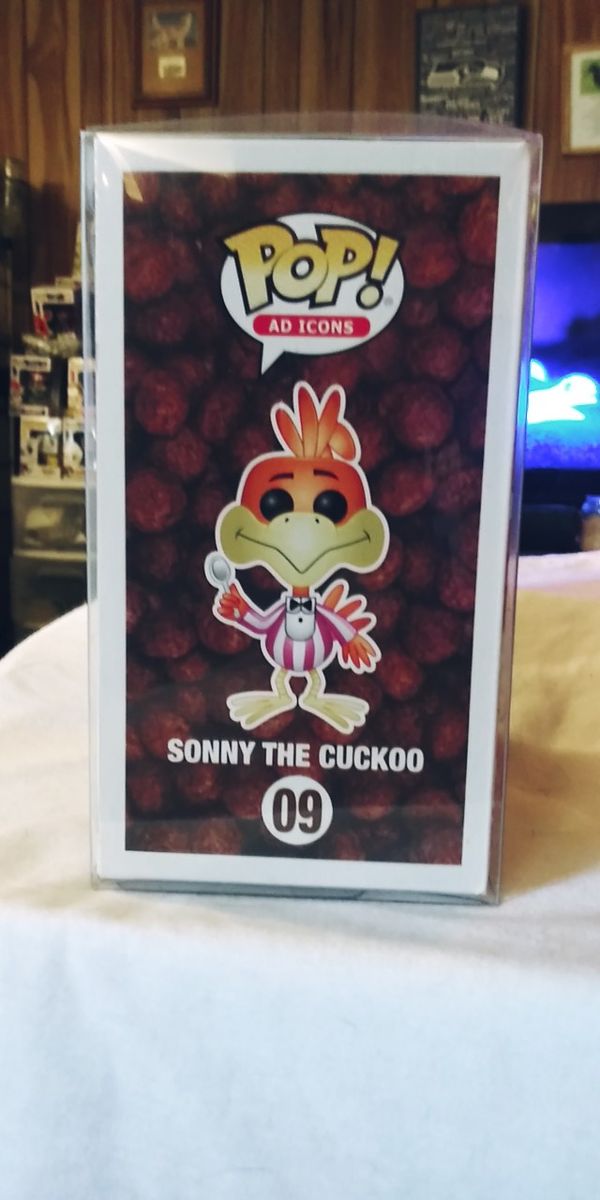 POP!
AD ICONS
SONNY THE CUCKOO
09